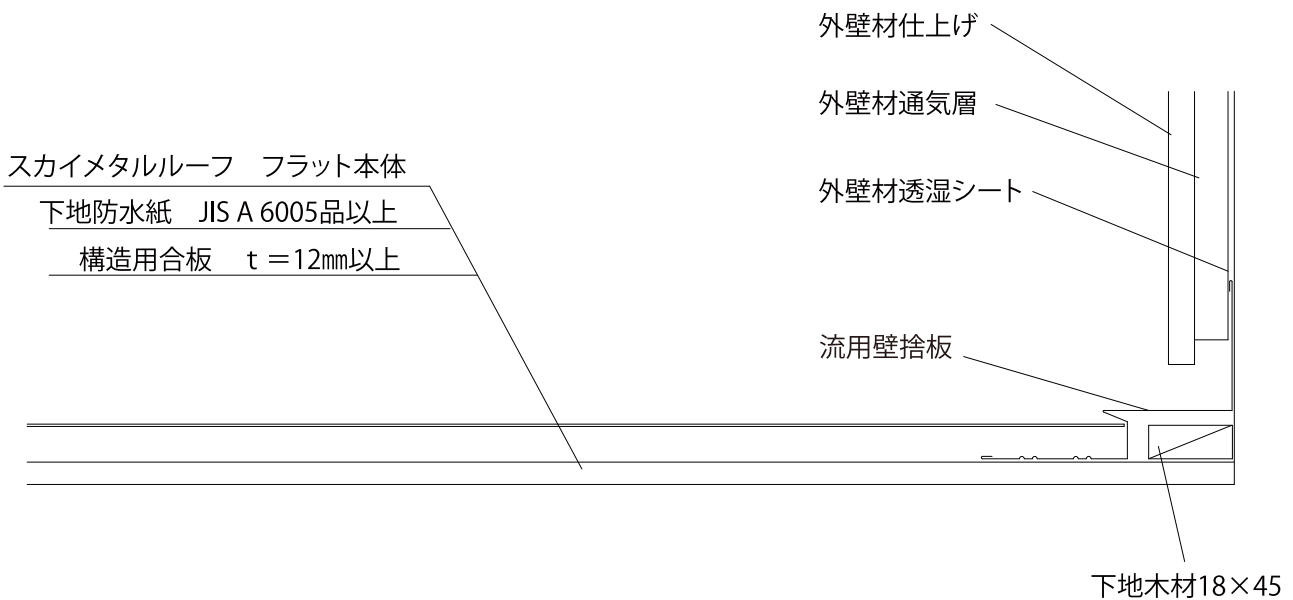 外壁材仕上げ
外壁材通気層
スカイメタルルーフ　フラット本体
外壁材透湿シート
下地防水紙　JIS A 6005品以上
構造用合板　ｔ＝12㎜以上
流用壁捨板
下地木材18×45